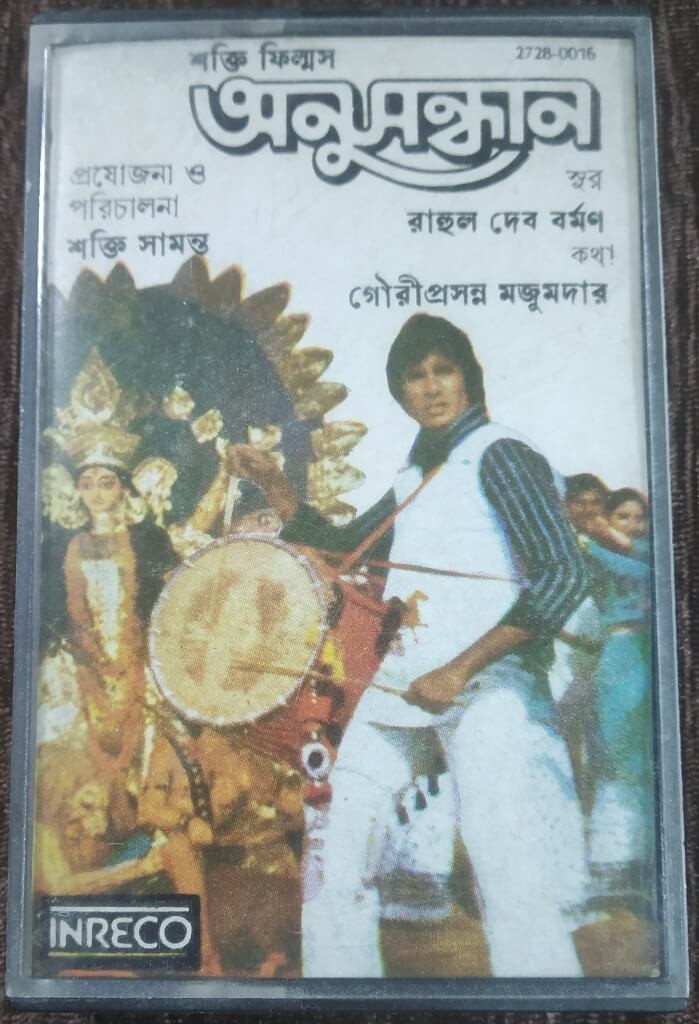 শক্তি ফিল্মস
2728-0016
অনুসন্ধান
প্রযোজনা ও
পরিচালনা
শক্তি সামন্ত
সুর
রাহুল দেব বর্মণ
কথা
গৌরীপ্রসন্ন মজুমদার
INRECO